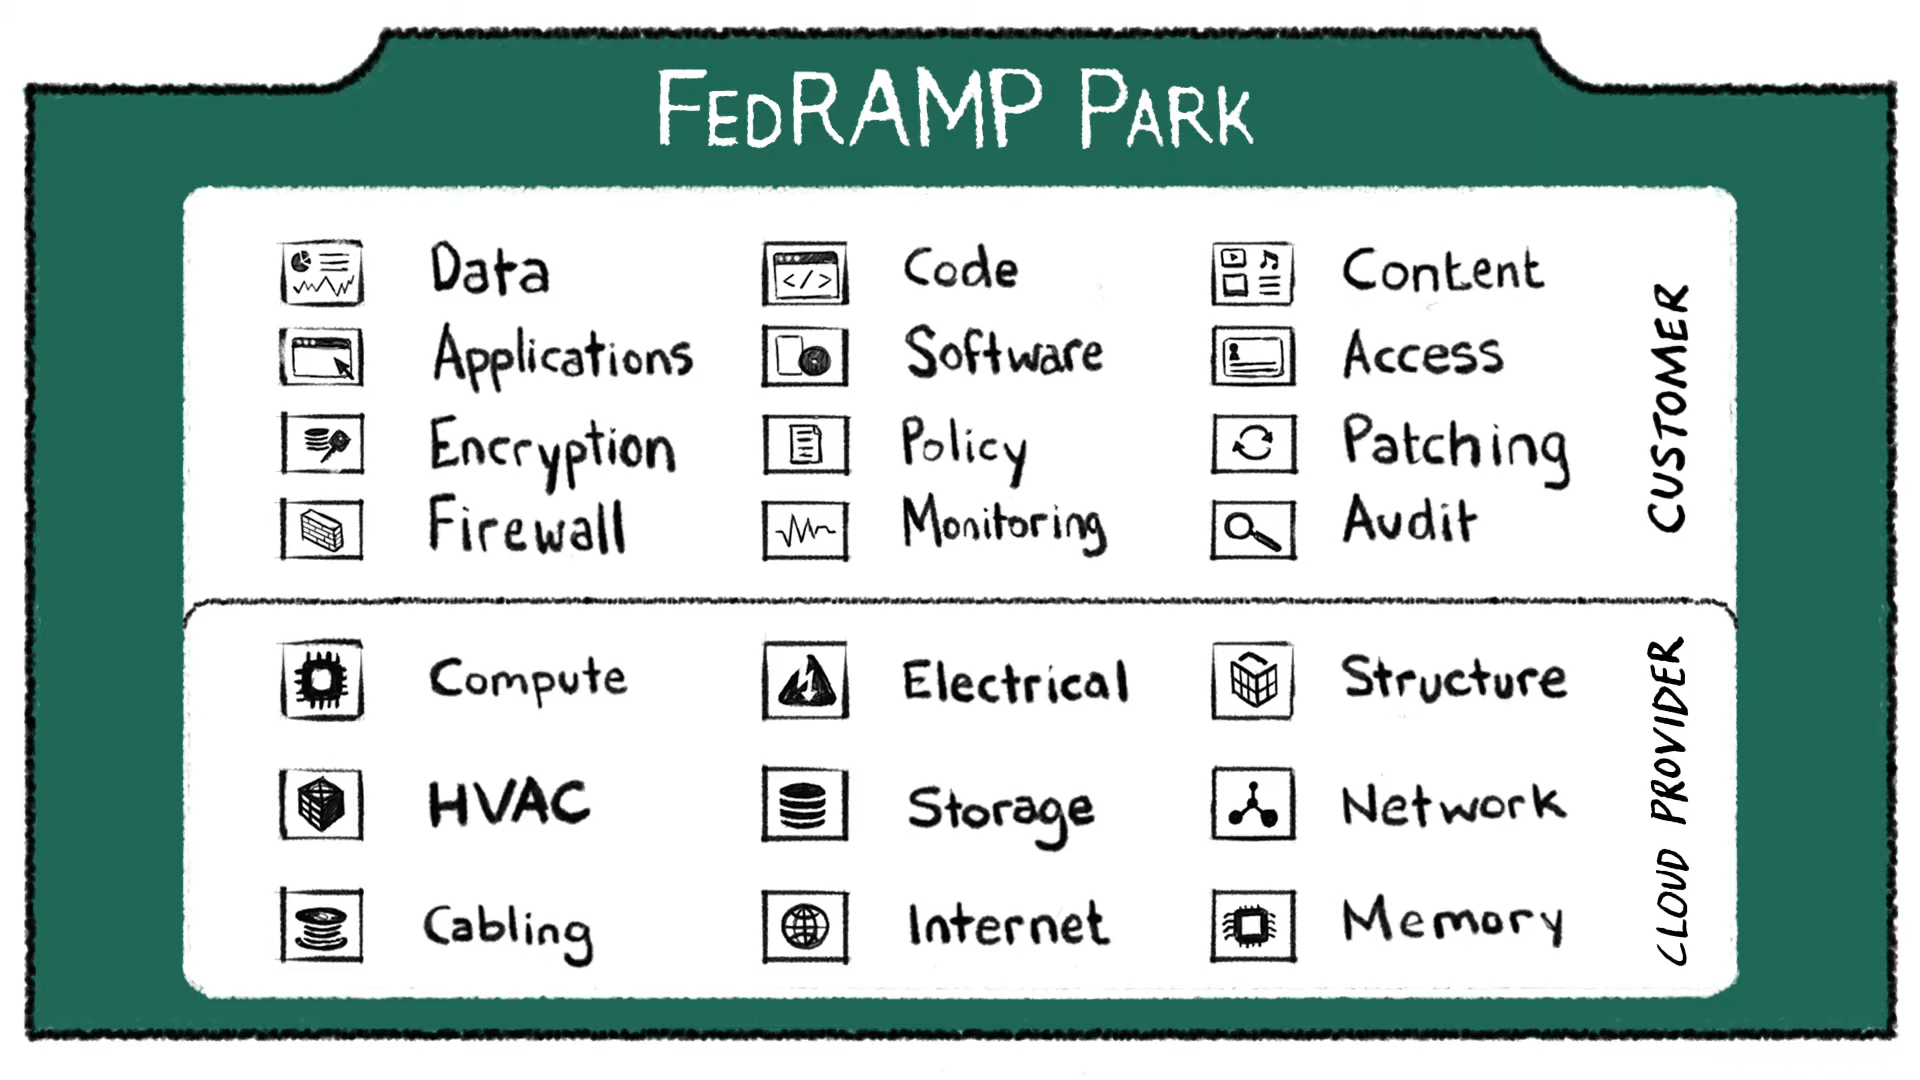 FedRAMP Park
Data Code Content
Applications Software Access
Encryption Policy Patching
Firewall Monitoring Audit
CUSTOMER
Compute Electrical Structure
HVAC Storage Network
Cabling Internet Memory
CLOUD PROVIDER